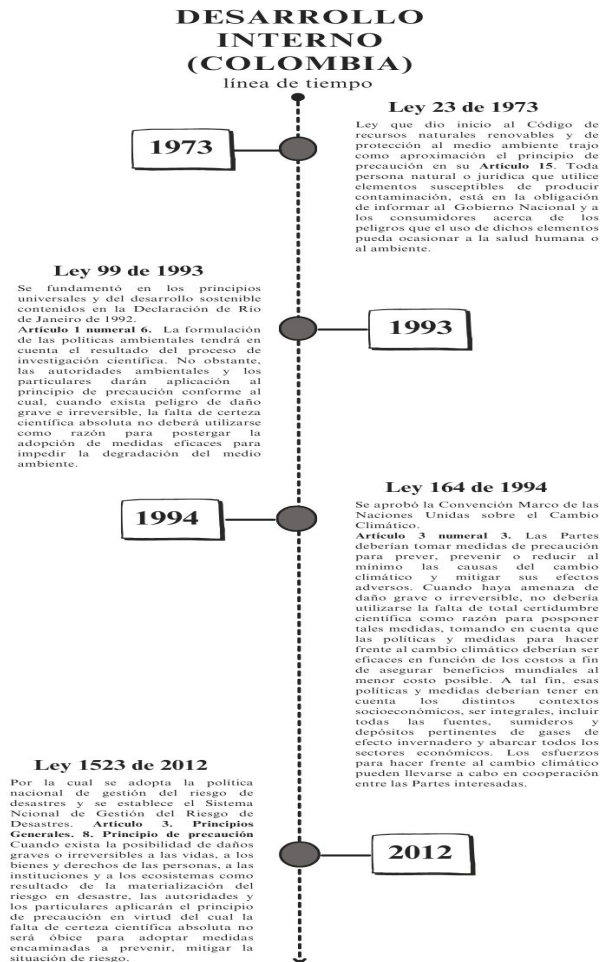 DESARROLLO
INTERNO
(COLOMBIA)
línea de tiempo
1973
Ley 23 de 1973
Ley que dio inicio al Código de
recursos naturales renovables y de
protección al medio ambiente trajo
como aproximación el principio de
precaución en su Artículo 15. Toda
persona natural o jurídica que utilice
elementos susceptibles de producir
contaminación, está en la obligación
de informar al Gobierno Nacional y a
los consumidores acerca de los
peligros que el uso de dichos elementos
pueda ocasionar a la salud humana o
al ambiente.
Ley 99 de 1993
Se fundamentó en los principios
universales y del desarrollo sostenible
contenidos en la Declaración de Río
de Janeiro de 1992.
Artículo 1 numeral 6. La formulación
de las políticas ambientales tendrá en
cuenta el resultado del proceso de
investigación científica. No obstante,
las autoridades ambientales y los
particulares darán aplicación al
principio de precaución conforme al
cual, cuando exista peligro de daño
grave e irreversible, la falta de certeza
científica absoluta no deberá utilizarse
como razón para postergar la
adopción de medidas eficaces para
impedir la degradación del medio
ambiente.
1993
1994
Ley 164 de 1994
Se aprobó la Convención Marco de las
Naciones Unidas sobre el Cambio
Climático.
Artículo 3 numeral 3. Las Partes
deberían tomar medidas de precaución
para prever, prevenir o reducir al
mínimo las causas del cambio
climático y mitigar sus efectos
adversos. Cuando haya amenaza de
daño grave o irreversible, no debería
utilizarse la falta de total certidumbre
científica como razón para posponer
tales medidas, tomando en cuenta que
las políticas y medidas para hacer
frente al cambio climático deberían ser
eficaces en función de los costos a fin
de asegurar beneficios mundiales al
menor costo posible. A tal fin, esas
políticas y medidas deberían tener en
cuenta los distintos contextos
socioeconómicos, ser integrales, incluir
todas las fuentes, sumideros y
depósitos pertinentes de gases de
efecto invernadero y abarcar todos los
sectores económicos. Los esfuerzos
para hacer frente al cambio climático
pueden llevarse a cabo en cooperación
entre las Partes interesadas.
Ley 1523 de 2012
Por la cual se adopta la política
nacional de gestión del riesgo de
desastres y se establece el Sistema
Ncional de Gestión del Riesgo de
Desastres. Artículo 3. Principios
Generales. 8. Principio de precaución
Cuando exista la posibilidad de daños
graves o irreversibles a las vidas, a los
bienes y derechos de las personas, a las
instituciones y a los ecosistemas como
resultado de la materialización del
riesgo en desastre, las autoridades y
los particulares aplicarán el principio
de precaución en virtud del cual la
falta de certeza científica absoluta no
será óbice para adoptar medidas
encaminadas a prevenir, mitigar la
situación de riesgo.
2012